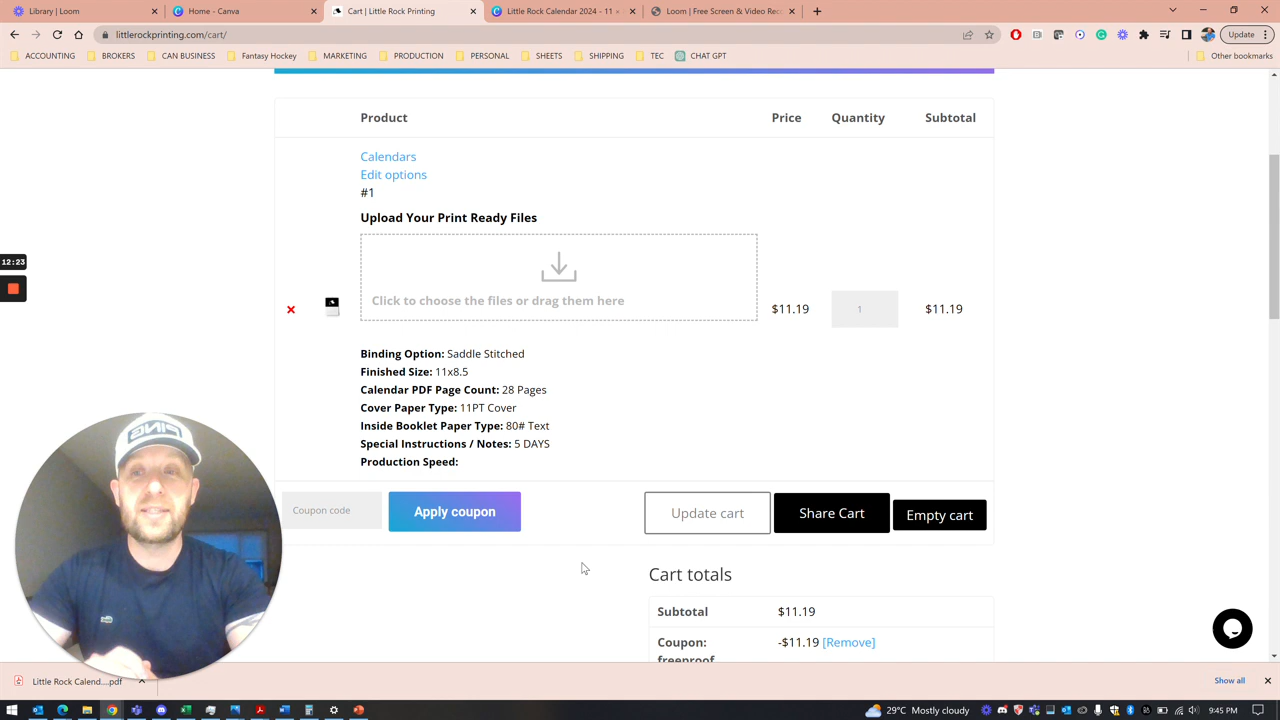 Library | Loom
Home - Canva
Cart | Little Rock Printing
Little Rock Calendar 2024 - 11 ×
Loom | Free Screen & Video Rec
littlerockprinting.com/cart/
Update
ACCOUNTING
BROKERS
CAN BUSINESS
Fantasy Hockey
MARKETING
PRODUCTION
PERSONAL
SHEETS
SHIPPING
TEC
CHAT GPT
Other bookmarks
Product
Price
Quantity
Subtotal
Calendars
Edit options
#1
Upload Your Print Ready Files
Click to choose the files or drag them here
$11.19
1
$11.19
Binding Option: Saddle Stitched
Finished Size: 11x8.5
Calendar PDF Page Count: 28 Pages
Cover Paper Type: 11PT Cover
Inside Booklet Paper Type: 80# Text
Special Instructions / Notes: 5 DAYS
Production Speed:
12:23
PING
Coupon code
Apply coupon
Update cart
Share Cart
Empty cart
Cart totals
Subtotal
$11.19
Coupon:
-$11.19 [Remove]
freeproof
Little Rock Calend....pdf
Show all
29°C Mostly cloudy
9:45 PM